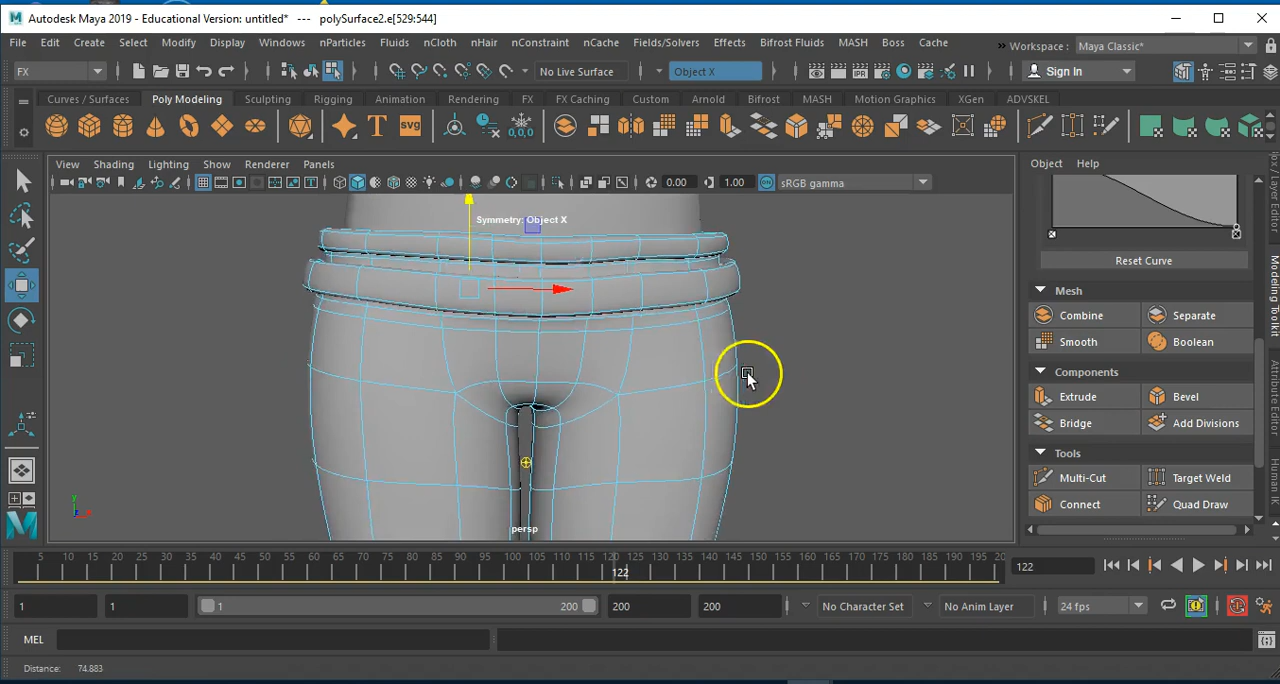 Autodesk Maya 2019 - Educational Version: untitled* --- polySurface2.e[529:544]
File Edit Create Select Modify Display Windows nParticles Fluids nCloth nHair nConstraint nCache Fields/Solvers Effects Bifrost Fluids MASH Boss Cache » Workspace : Maya Classic*
FX No Live Surface Object X Sign In
Curves / Surfaces Poly Modeling Sculpting Rigging Animation Rendering FX FX Caching Custom Arnold Bifrost MASH Motion Graphics XGen ADVSKEL
T SVG 0,0,0
View Shading Lighting Show Renderer Panels
0.00 1.00 ON sRGB gamma
Object Help
Symmetry: Object X
Reset Curve
Mesh
Combine Separate
Smooth Boolean
Components
Extrude Bevel
Bridge Add Divisions
Tools
Multi-Cut Target Weld
Connect Quad Draw
Layer Editor
Modeling Toolkit
Attribute Editor
Human IK
y
persp
5 10 15 20 25 30 35 40 45 50 55 60 65 70 75 80 85 90 95 100 105 110 115 120 125 130 135 140 145 150 155 160 165 170 175 180 185 190 195
122 122
1 1 1 200 200 200 No Character Set No Anim Layer 24 fps
MEL
Distance: 74.883